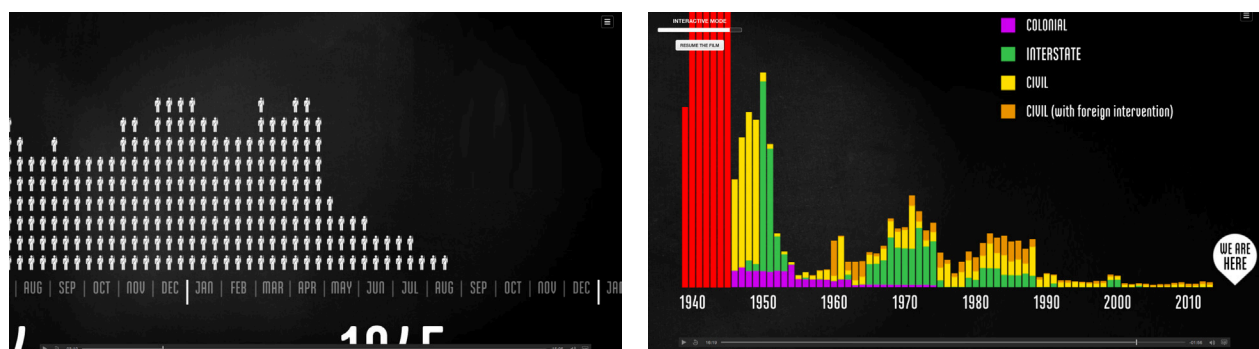 | AUG | SEP | OCT | NOV | DEC | JAN | FEB | MAR | APR | MAY | JUN | JUL | AUG | SEP | OCT | NOV | DEC |
INTERACTIVE MODE
RESUME THE FILM
COLONIAL
INTERSTATE
CIVIL
CIVIL (with foreign intervention)
WE ARE
HERE
1940 1950 1960 1970 1980 1990 2000 2010